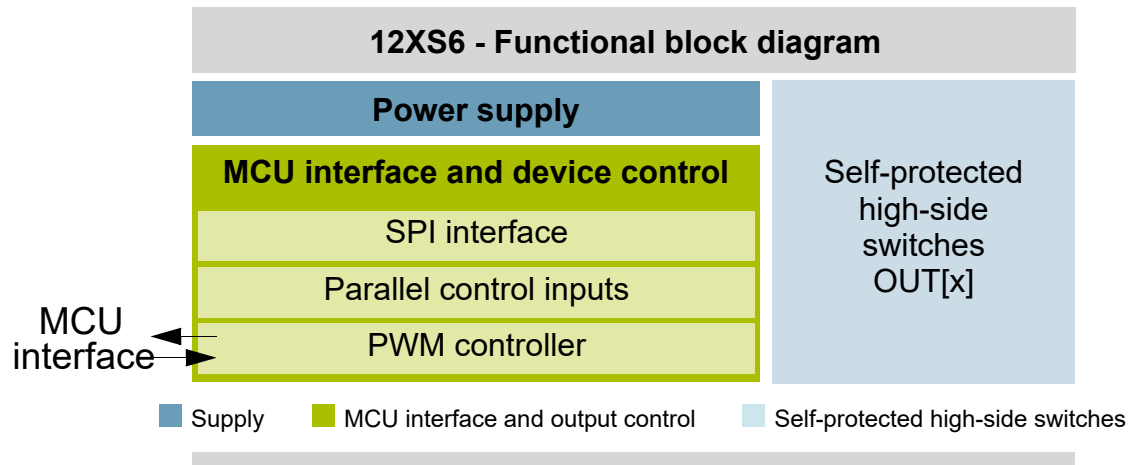 12XS6 - Functional block diagram
Power supply
MCU interface and device control
SPI interface
Parallel control inputs
PWM controller
Self-protected
high-side
switches
OUT[x]
MCU
interface
Supply
MCU interface and output control
Self-protected high-side switches